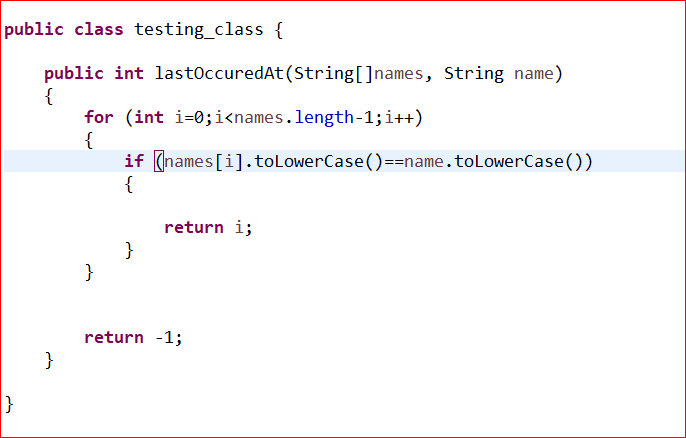 public class testing_class {
public int lastOccuredAt(String[]names, String name)
{
for (int i=0;i<names.length-1;i++)
{
if (names[i].toLowerCase()==name.toLowerCase())
{
return i;
}
}
return -1;
}
}